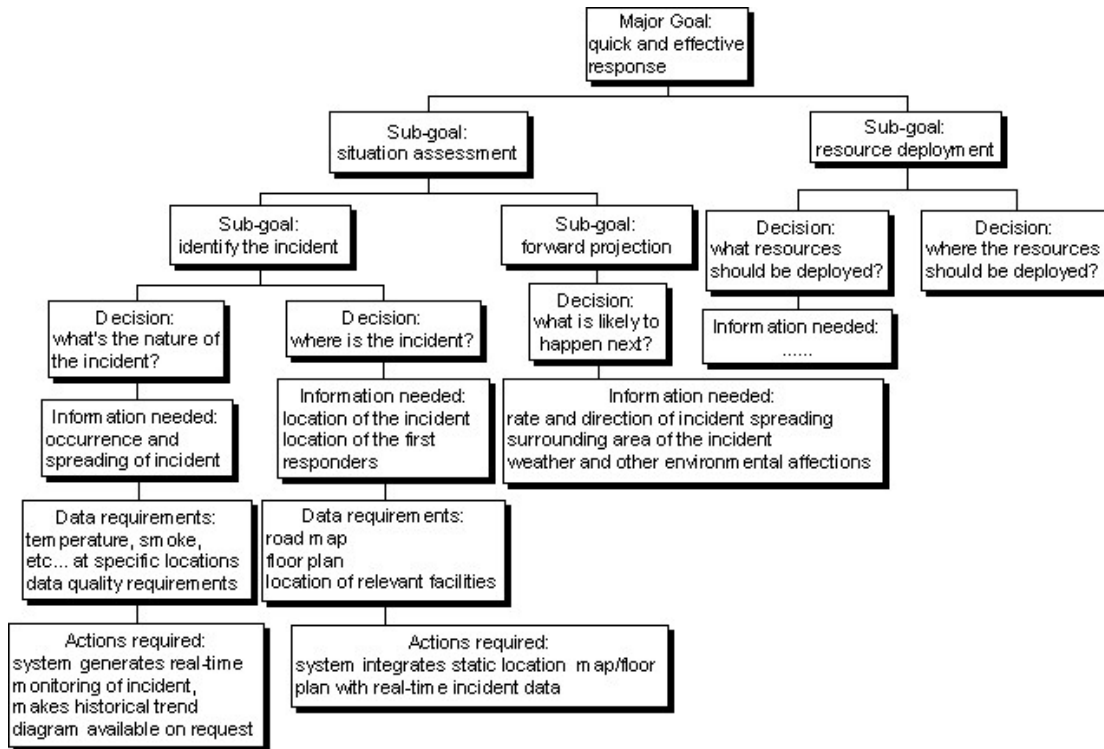 Major Goal:
quick and effective
response
Sub-goal:
situation assessment
Sub-goal:
resource deployment
Sub-goal:
identify the incident
Sub-goal:
forward projection
Decision:
what resources
should be deployed?
Decision:
where the resources
should be deployed?
Decision:
what's the nature of
the incident?
Decision:
where is the incident?
Decision:
what is likely to
happen next?
Information needed:
......
Information needed:
occurrence and
spreading of incident
Information needed:
location of the incident
location of the first
responders
Information needed:
rate and direction of incident spreading
surrounding area of the incident
weather and other environmental affections
Data requirements:
temperature, smoke,
etc... at specific locations
data quality requirements
Data requirements:
road map
floor plan
location of relevant facilities
Actions required:
system generates real-time
monitoring of incident,
makes historical trend
diagram available on request
Actions required:
system integrates static location map/floor
plan with real-time incident data